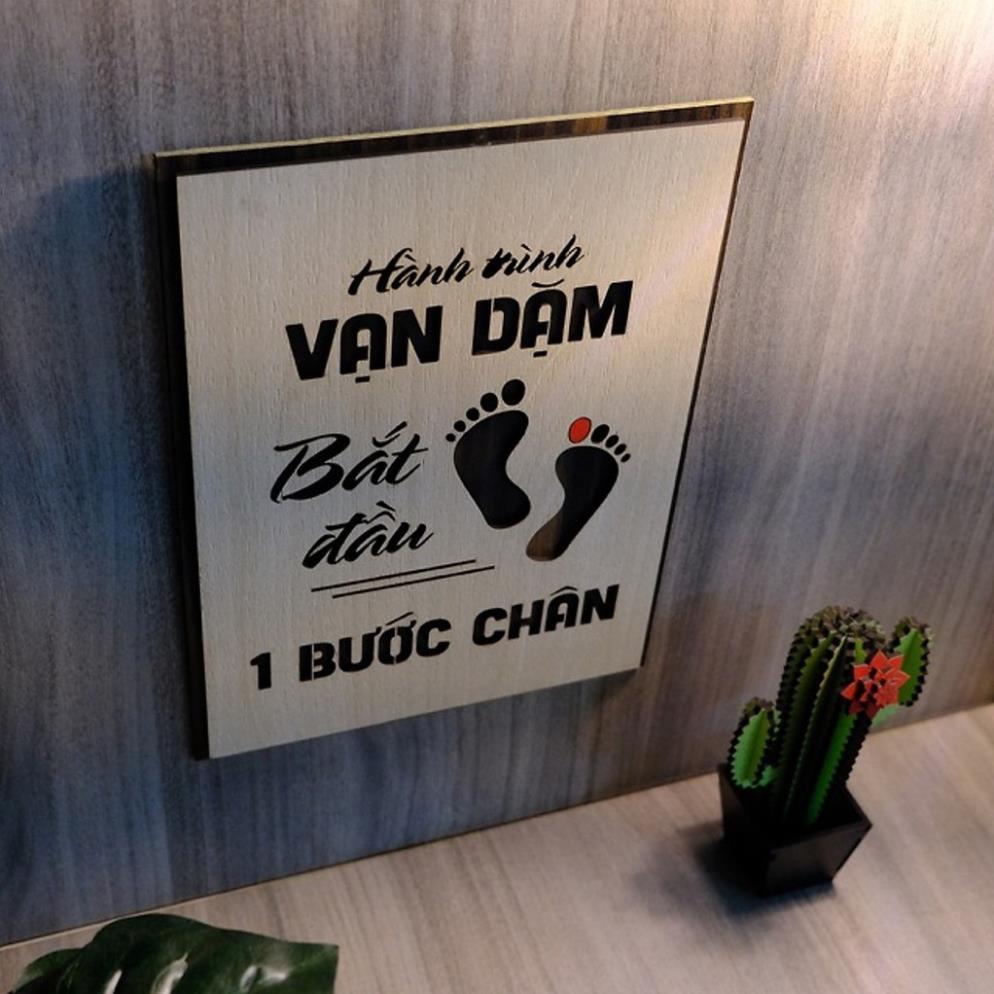 Hành trình
VẠN DẶM
Bắt
đầu
1 BƯỚC CHÂN